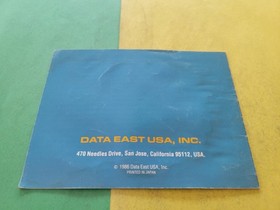 DATA EAST USA, INC.
470 Needles Drive, San Jose, California 95112, USA.
© 1986 Data East USA, Inc.
PRINTED IN JAPAN